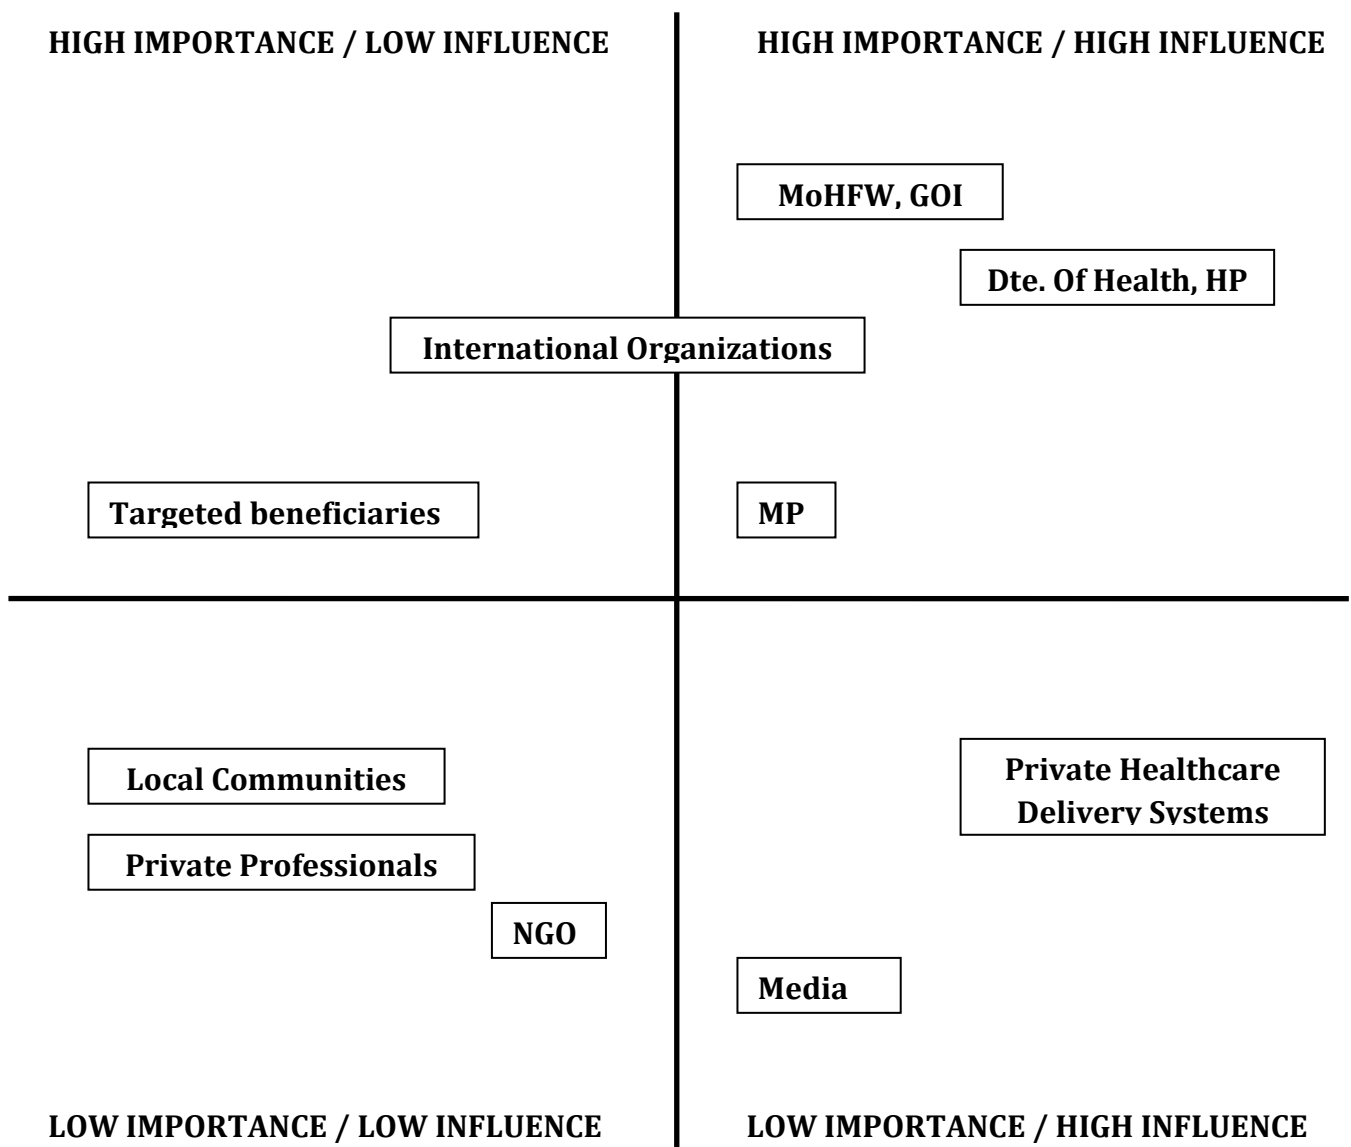 HIGH IMPORTANCE / LOW INFLUENCE
HIGH IMPORTANCE / HIGH INFLUENCE
MoHFW, GOI
Dte. Of Health, HP
International Organizations
Targeted beneficiaries
MP
Local Communities
Private Healthcare
Delivery Systems
Private Professionals
NGO
Media
LOW IMPORTANCE / LOW INFLUENCE
LOW IMPORTANCE / HIGH INFLUENCE